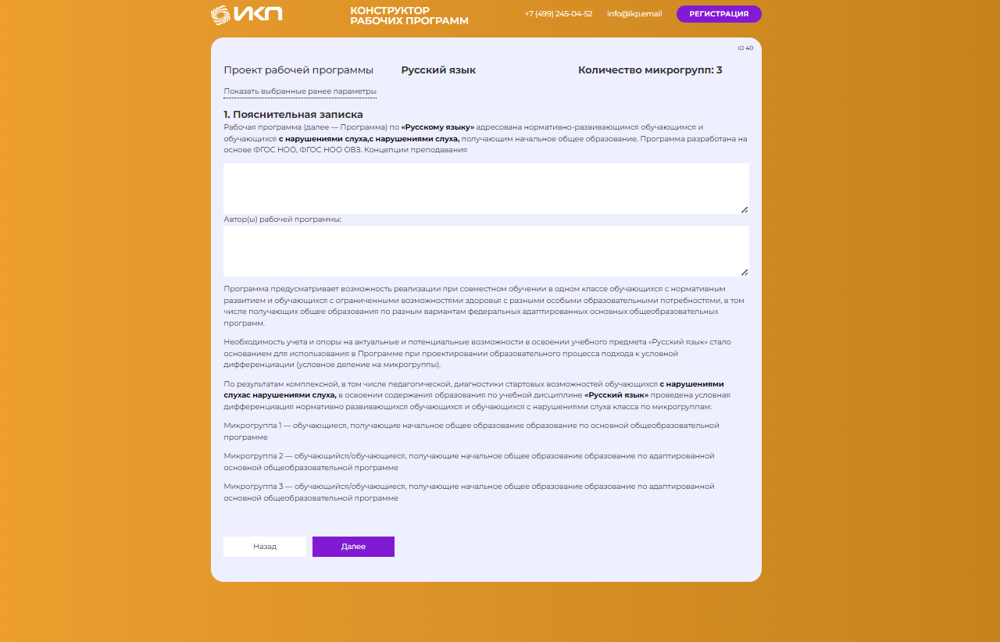 ИКП
КОНСТРУКТОР
РАБОЧИХ ПРОГРАММ
+7 (499) 245-04-52
info@ikp.email
РЕГИСТРАЦИЯ
ID 40
Проект рабочей программы
Русский язык
Количество микрогрупп: 3
Показать выбранные ранее параметры
1. Пояснительная записка
Рабочая программа (далее — Программа) по «Русскому языку» адресована нормативно-развивающимся обучающимся и
обучающихся с нарушениями слуха,с нарушениями слуха, получающим начальное общее образование. Программа разработана на
основе ФГОС НОО, ФГОС НОО ОВЗ. Концепции преподавания
Автор(ы) рабочей программы:
Программа предусматривает возможность реализации при совместном обучении в одном классе обучающихся с нормативным
развитием и обучающихся с ограниченными возможностями здоровья с разными особыми образовательными потребностями, в том
числе получающих общее образования по разным вариантам федеральных адаптированных основных общеобразовательных
программ.
Необходимость учета и опоры на актуальные и потенциальные возможности в освоении учебного предмета «Русский язык» стало
основанием для использования в Программе при проектировании образовательного процесса подхода к условной
дифференциации (условное деление на микрогруппы).
По результатам комплексной, в том числе педагогической, диагностики стартовых возможностей обучающихся с нарушениями
слухас нарушениями слуха, в освоении содержания образования по учебной дисциплине «Русский язык» проведена условная
дифференциация нормативно развивающихся обучающихся и обучающихся с нарушениями слуха класса по микрогруппам:
Микрогруппа 1 — обучающиеся, получающие начальное общее образование образование по основной общеобразовательной
программе
Микрогруппа 2 — обучающийся/обучающиеся, получающие начальное общее образование образование по адаптированной
основной общеобразовательной программе
Микрогруппа 3 — обучающийся/обучающиеся, получающие начальное общее образование образование по адаптированной
основной общеобразовательной программе
Назад
Далее